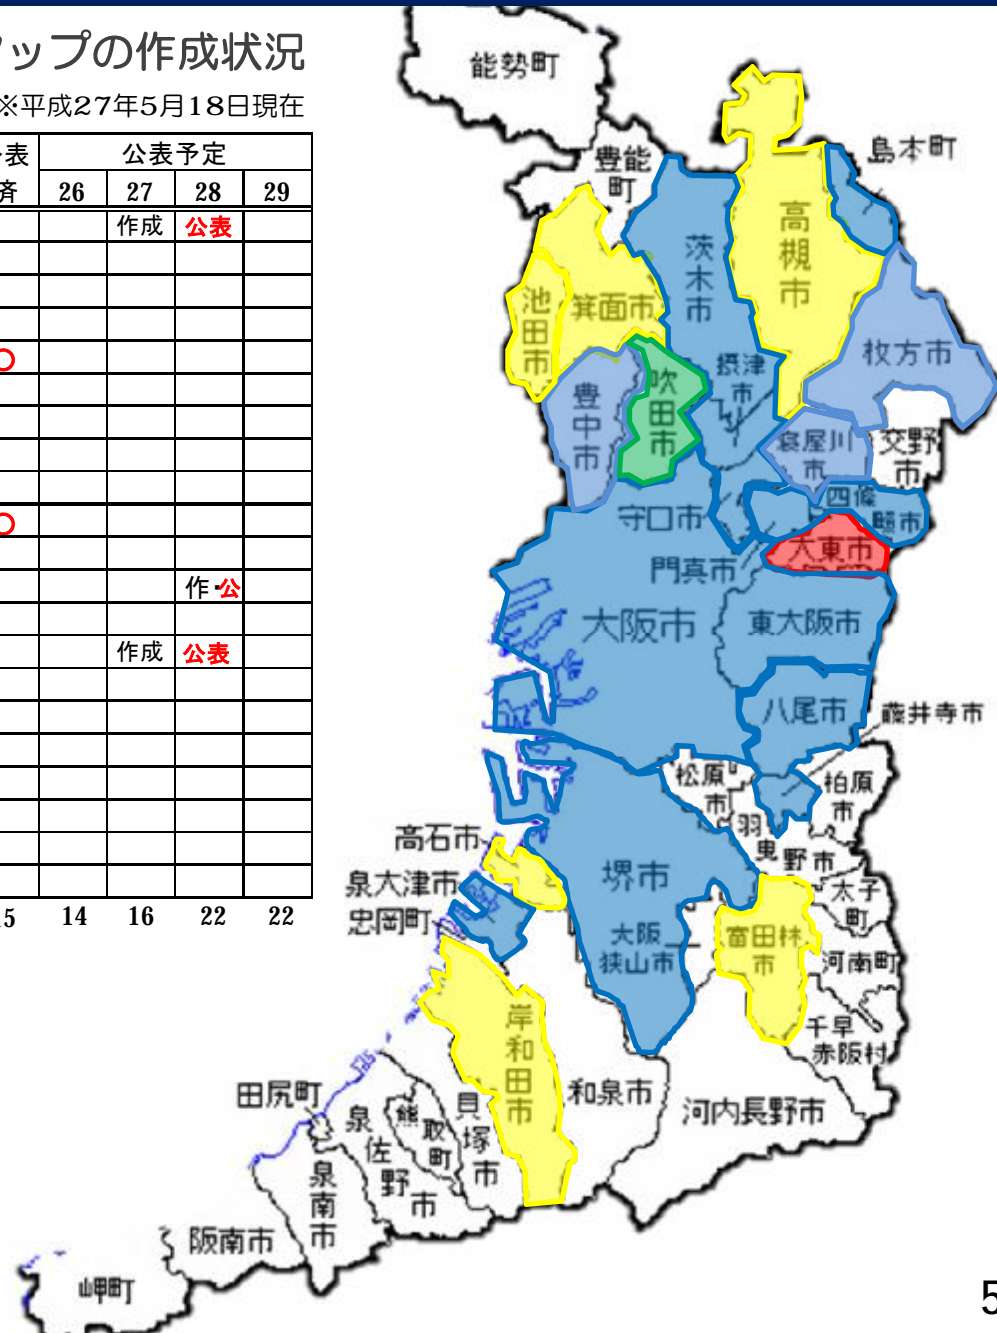 ップの作成状況
※平成27年5月18日現在
表 公表予定
済 26 27 28 29
作成 公表
○
○
作・公
作成 公表
5 14 16 22 22
能勢町
豊能
町
島本町
高槻市
茨木市
池田市
箕面市
枚方市
摂津
市
吹田市
豊中市
寝屋川
市
交野
市
四條
畷市
守口市
大東市
門真市
大阪市
東大阪市
八尾市
藤井寺市
松原
市
柏原
市
羽曳野市
高石市
泉大津市
忠岡町
堺市
太子
町
大阪
狭山市
富田林
市
河南町
千早
赤阪村
岸和田市
和泉市
河内長野市
田尻町
貝塚市
熊取町
泉佐野市
泉南市
阪南市
岬町
5